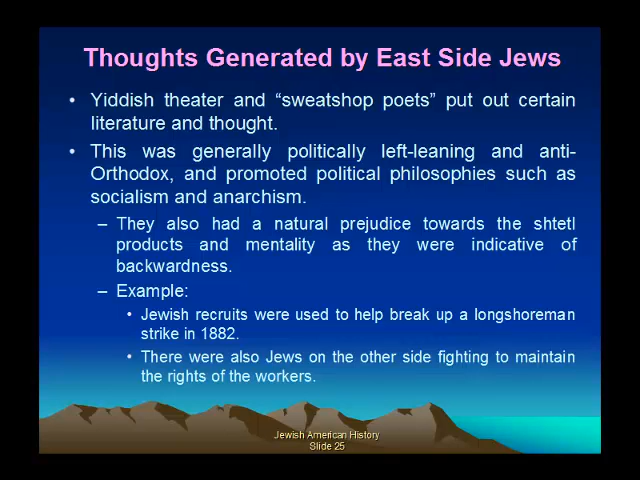 Thoughts Generated by East Side Jews
• Yiddish theater and “sweatshop poets” put out certain
literature and thought.
• This was generally politically left-leaning and anti-
Orthodox, and promoted political philosophies such as
socialism and anarchism.
– They also had a natural prejudice towards the shtetl
products and mentality as they were indicative of
backwardness.
– Example:
• Jewish recruits were used to help break up a longshoreman
strike in 1882.
• There were also Jews on the other side fighting to maintain
the rights of the workers.
Jewish American History
Slide 25